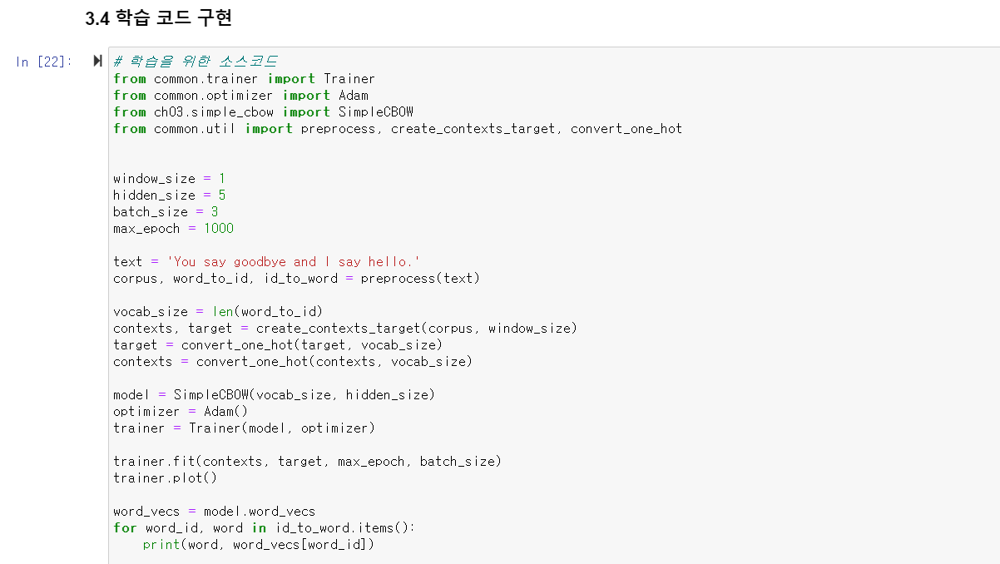 3.4 학습 코드 구현
In [22]:
# 학습을 위한 소스코드
from common.trainer import Trainer
from common.optimizer import Adam
from ch03.simple_cbow import SimpleCBOW
from common.util import preprocess, create_contexts_target, convert_one_hot
window_size = 1
hidden_size = 5
batch_size = 3
max_epoch = 1000
text = 'You say goodbye and I say hello.'
corpus, word_to_id, id_to_word = preprocess(text)
vocab_size = len(word_to_id)
contexts, target = create_contexts_target(corpus, window_size)
target = convert_one_hot(target, vocab_size)
contexts = convert_one_hot(contexts, vocab_size)
model = SimpleCBOW(vocab_size, hidden_size)
optimizer = Adam()
trainer = Trainer(model, optimizer)
trainer.fit(contexts, target, max_epoch, batch_size)
trainer.plot()
word_vecs = model.word_vecs
for word_id, word in id_to_word.items():
    print(word, word_vecs[word_id])